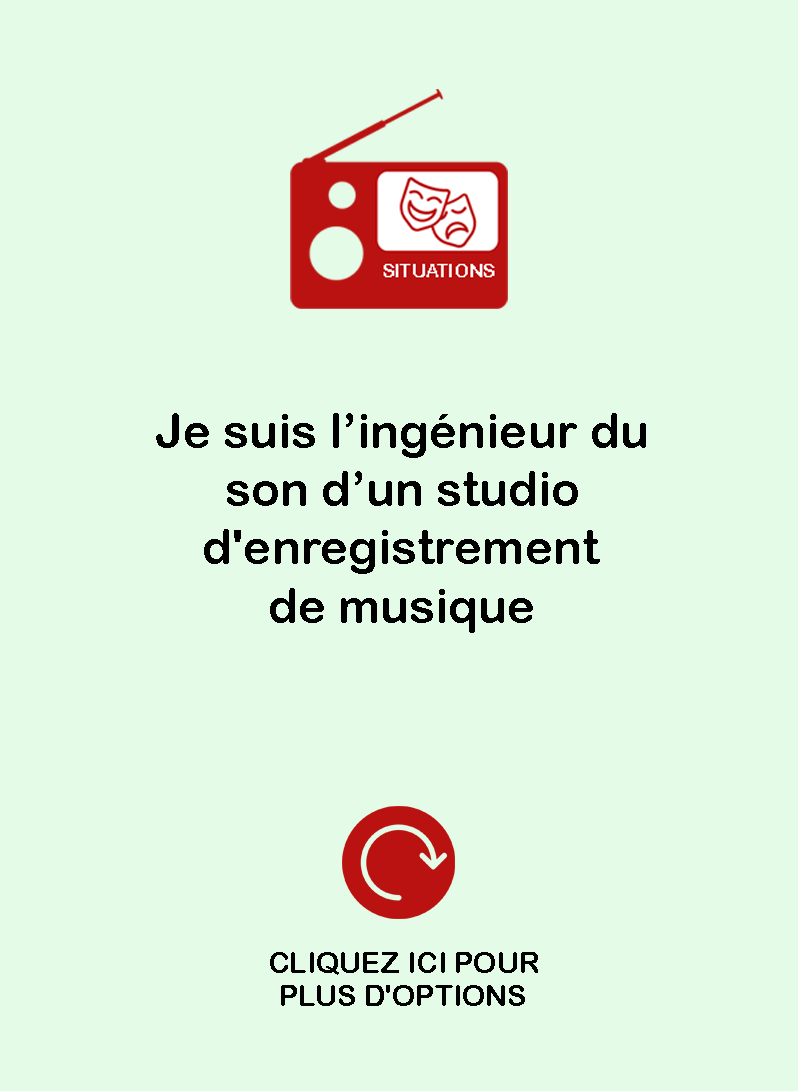 SITUATIONS
Je suis l’ingénieur du
son d’un studio
d'enregistrement
de musique
CLIQUEZ ICI POUR
PLUS D'OPTIONS